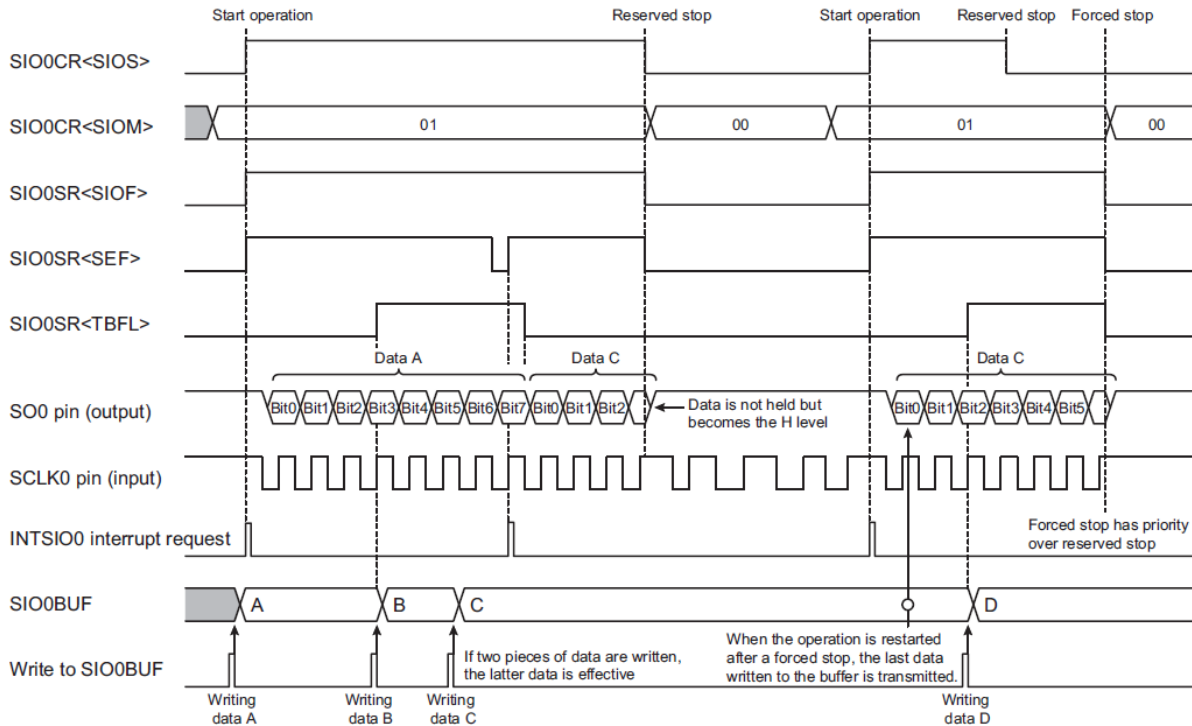 Start operation
Reserved stop
Start operation
Reserved stop
Forced stop
SIO0CR<SIOS>
SIO0CR<SIOM>
01
00
01
00
SIO0SR<SIOF>
SIO0SR<SEF>
SIO0SR<TBFL>
Data A
Data C
Data C
SO0 pin (output)
Bit0 Bit1 Bit2 Bit3 Bit4 Bit5 Bit6 Bit7 Bit0 Bit1 Bit2
Data is not held but
becomes the H level
Bit0 Bit1 Bit2 Bit3 Bit4 Bit5
SCLK0 pin (input)
INTSIO0 interrupt request
Forced stop has priority
over reserved stop
SIO0BUF
A
B
C
D
Write to SIO0BUF
If two pieces of data are written,
the latter data is effective
When the operation is restarted
after a forced stop, the last data
written to the buffer is transmitted.
Writing
data A
Writing
data B
Writing
data C
Writing
data D